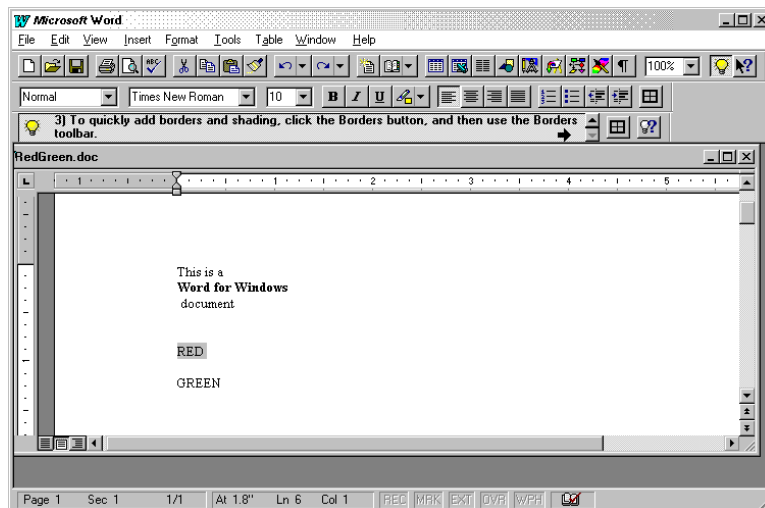 Microsoft Word
File Edit View Insert Format Tools Table Window Help
ABC 100%
Normal Times New Roman 10 B I U
3) To quickly add borders and shading, click the Borders button, and then use the Borders
toolbar.
RedGreen.doc
1 1 2 3 4 5
This is a
Word for Windows
document
RED
GREEN
Page 1 Sec 1 1/1 At 1.8" Ln 6 Col 1 REC MRK EXT OVR WPH